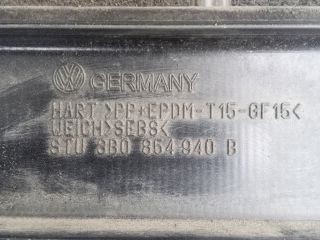 GERMANY
HART >PP+EPDM-T15-GF15<
WEICH >SEBS<
STU 3B0 854 940 B